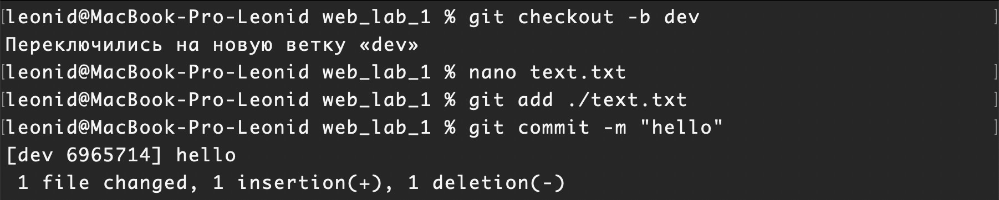 [leonid@MacBook-Pro-Leonid web_lab_1 % git checkout -b dev ]
Переключились на новую ветку «dev»
[leonid@MacBook-Pro-Leonid web_lab_1 % nano text.txt ]
[leonid@MacBook-Pro-Leonid web_lab_1 % git add ./text.txt ]
[leonid@MacBook-Pro-Leonid web_lab_1 % git commit -m "hello" ]
[dev 6965714] hello
 1 file changed, 1 insertion(+), 1 deletion(-)